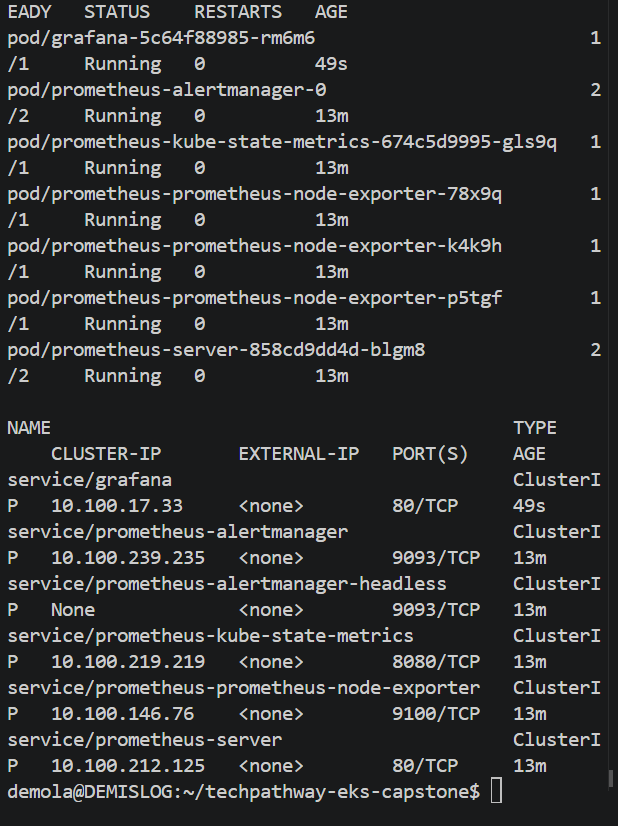 EADY   STATUS    RESTARTS   AGE
pod/grafana-5c64f88985-rm6m6                         1
/1     Running   0          49s
pod/prometheus-alertmanager-0                        2
/2     Running   0          13m
pod/prometheus-kube-state-metrics-674c5d9995-gls9q   1
/1     Running   0          13m
pod/prometheus-prometheus-node-exporter-78x9q        1
/1     Running   0          13m
pod/prometheus-prometheus-node-exporter-k4k9h        1
/1     Running   0          13m
pod/prometheus-prometheus-node-exporter-p5tgf        1
/1     Running   0          13m
pod/prometheus-server-858cd9dd4d-blgm8               2
/2     Running   0          13m

NAME                                          TYPE
    CLUSTER-IP       EXTERNAL-IP   PORT(S)    AGE
service/grafana                               ClusterI
P   10.100.17.33     <none>        80/TCP     49s
service/prometheus-alertmanager               ClusterI
P   10.100.239.235   <none>        9093/TCP   13m
service/prometheus-alertmanager-headless      ClusterI
P   None             <none>        9093/TCP   13m
service/prometheus-kube-state-metrics         ClusterI
P   10.100.219.219   <none>        8080/TCP   13m
service/prometheus-prometheus-node-exporter   ClusterI
P   10.100.146.76    <none>        9100/TCP   13m
service/prometheus-server                     ClusterI
P   10.100.212.125   <none>        80/TCP     13m
demola@DEMISLOG:~/techpathway-eks-capstone$